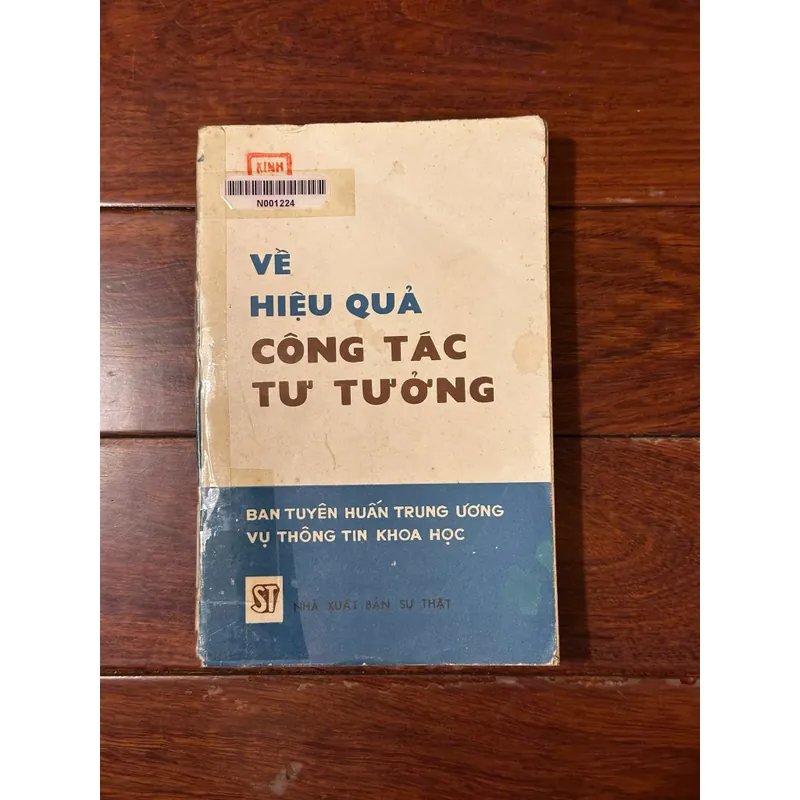 KÍNH
N001224
VỀ
HIỆU QUẢ
CÔNG TÁC
TƯ TƯỞNG
BAN TUYÊN HUẤN TRUNG ƯƠNG
VỤ THÔNG TIN KHOA HỌC
ST
NHÀ XUẤT BẢN SỰ THẬT